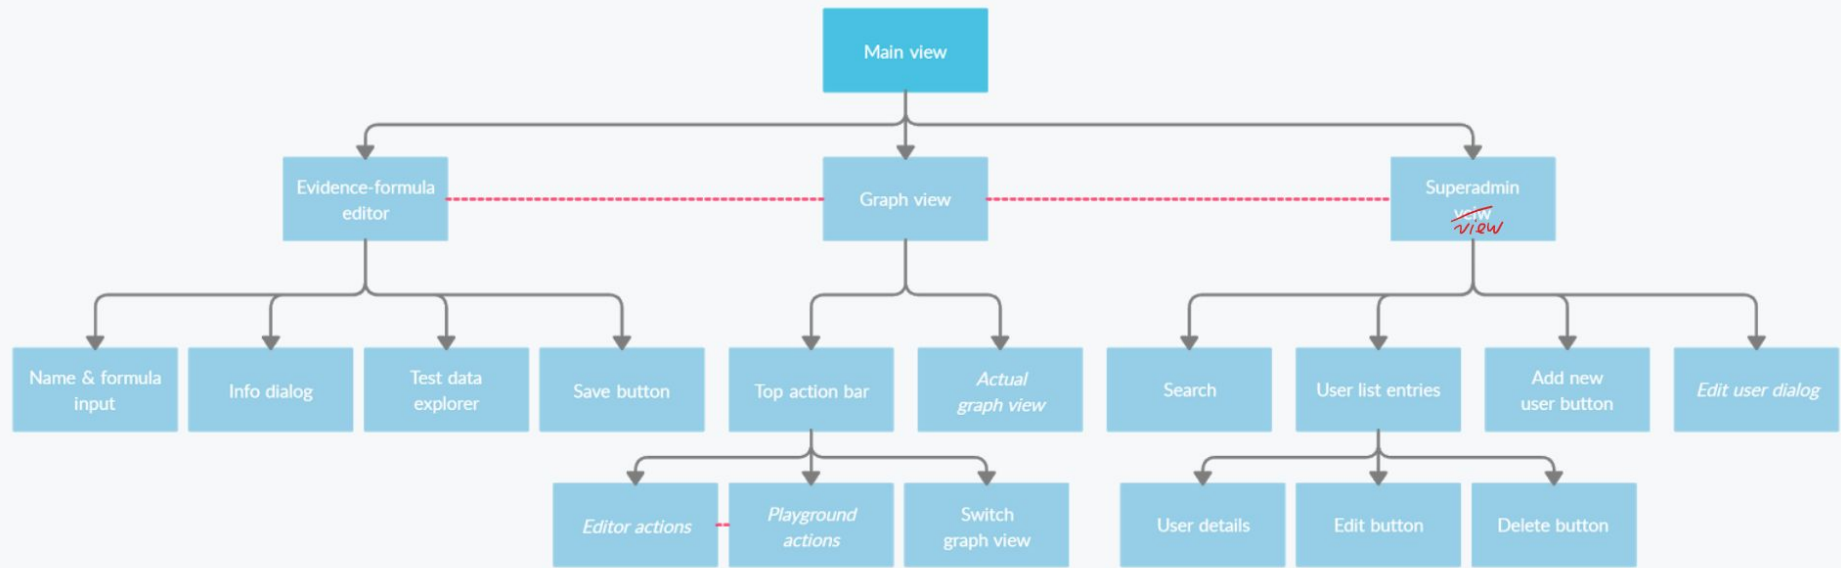 Main view
Evidence-formula
editor
Graph view
Superadmin
veiw
view
Name & formula
input
Info dialog
Test data
explorer
Save button
Top action bar
Actual
graph view
Search
User list entries
Add new
user button
Edit user dialog
Editor actions
Playground
actions
Switch
graph view
User details
Edit button
Delete button